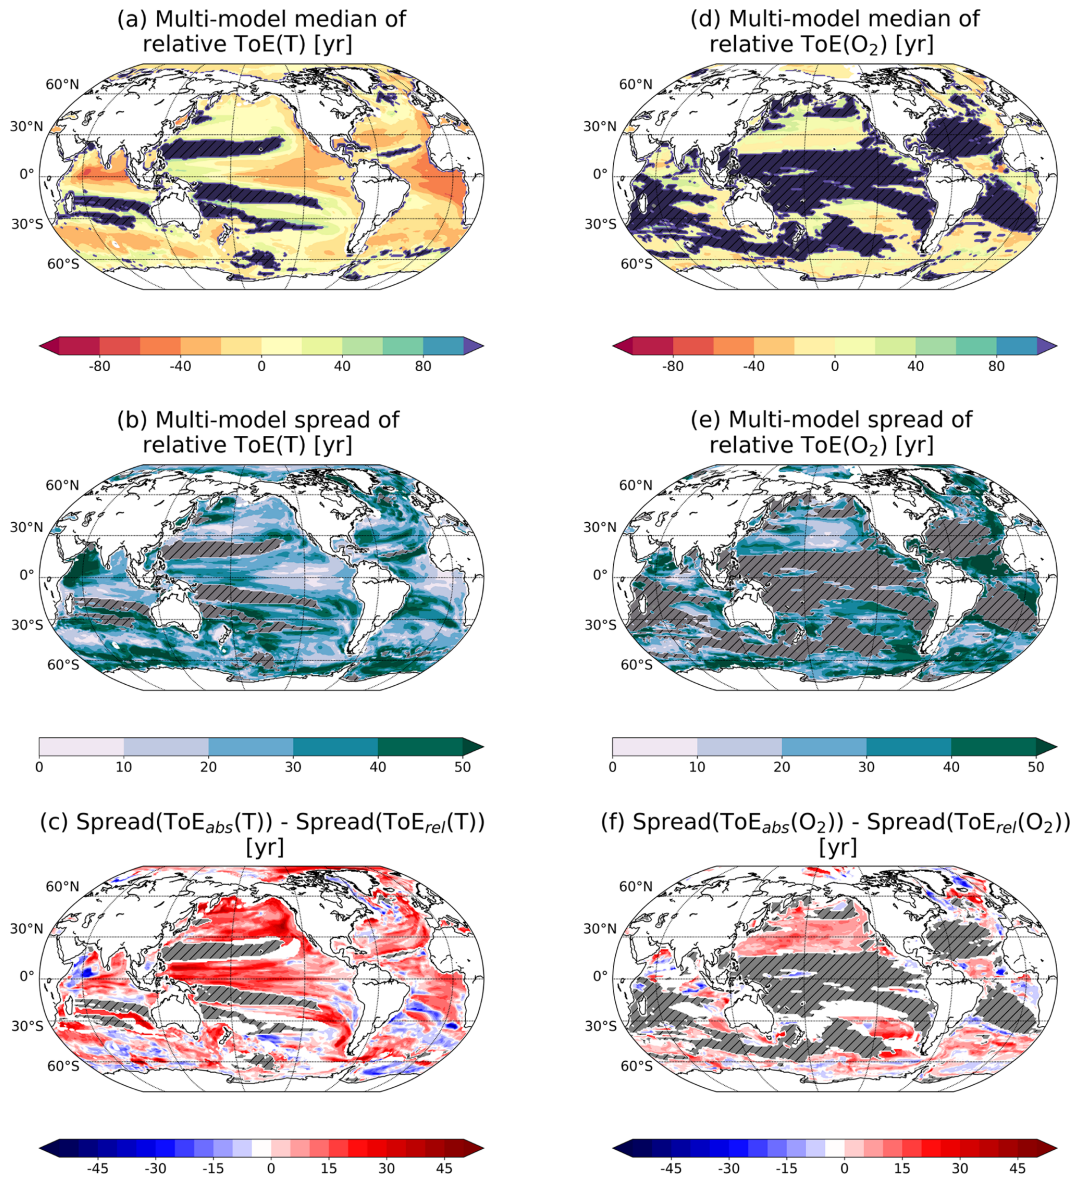 (a) Multi-model median of
relative ToE(T) [yr]
60°N
30°N
0°
30°S
60°S
-80 -40 0 40 80
(d) Multi-model median of
relative ToE(O₂) [yr]
60°N
30°N
0°
30°S
60°S
-80 -40 0 40 80
(b) Multi-model spread of
relative ToE(T) [yr]
60°N
30°N
0°
30°S
60°S
0 10 20 30 40 50
(e) Multi-model spread of
relative ToE(O₂) [yr]
60°N
30°N
0°
30°S
60°S
0 10 20 30 40 50
(c) Spread(ToE_abs(T)) - Spread(ToE_rel(T))
[yr]
60°N
30°N
0°
30°S
60°S
-45 -30 -15 0 15 30 45
(f) Spread(ToE_abs(O₂)) - Spread(ToE_rel(O₂))
[yr]
60°N
30°N
0°
30°S
60°S
-45 -30 -15 0 15 30 45